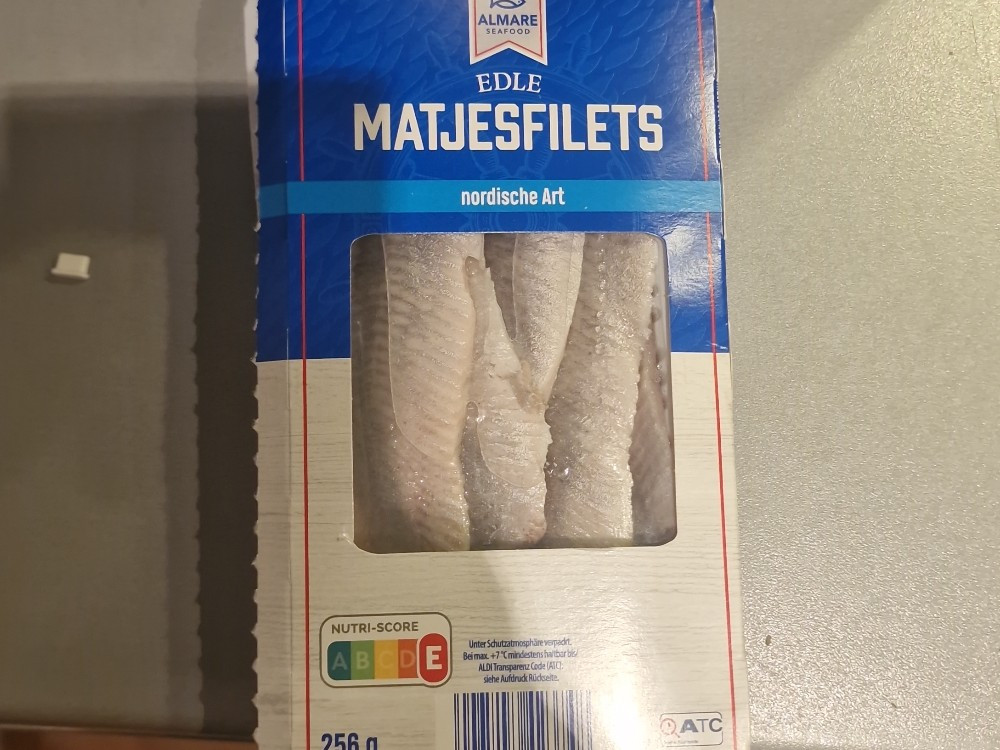 ALMARE
SEAFOOD
EDLE
MATJESFILETS
nordische Art
NUTRI-SCORE
A B C D E
Unter Schutzatmosphäre verpackt.
Bei max. +7 °C mindestens haltbar bis/
ALDI Transparenz Code (ATC):
siehe Aufdruck Rückseite.
256 g
ATC